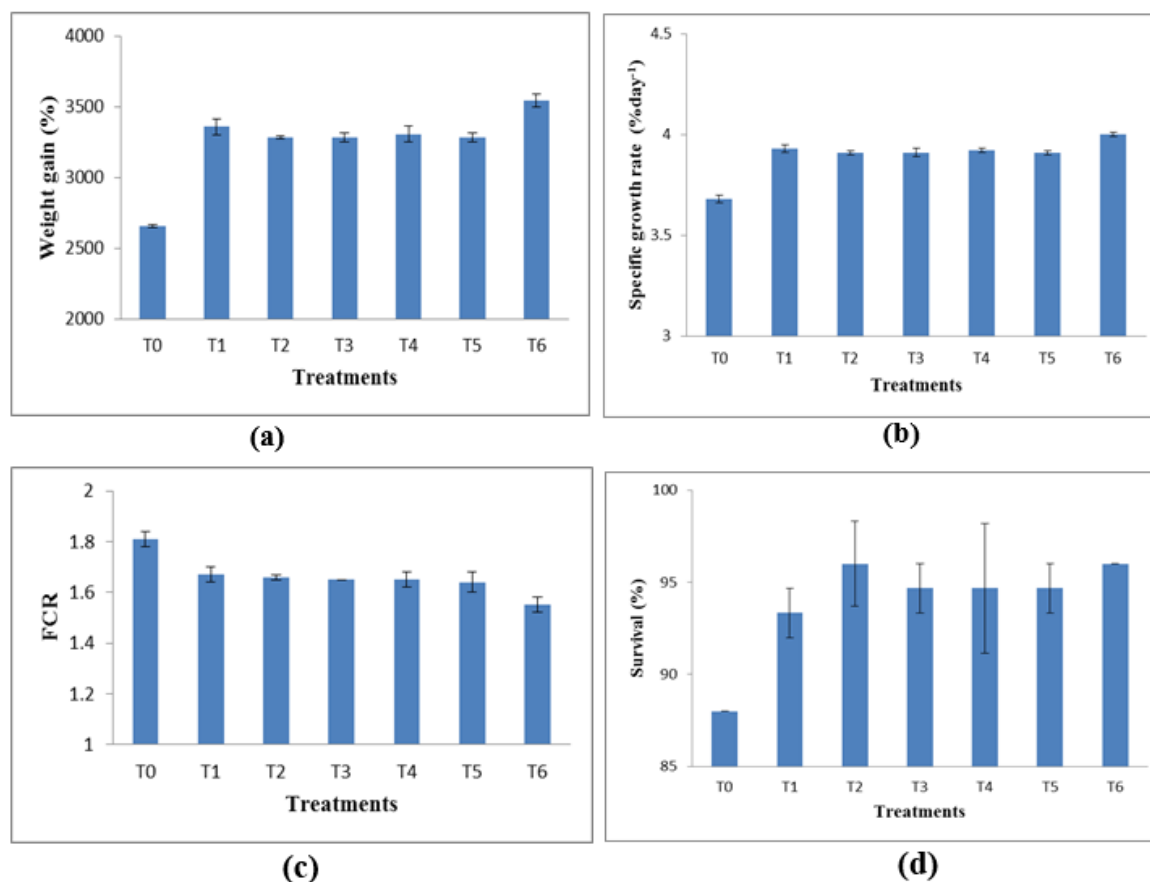 4000
3500
3000
2500
2000
Weight gain (%)
T0 T1 T2 T3 T4 T5 T6
Treatments
(a)
4.5
4
3.5
3
Specific growth rate (%day⁻¹)
T0 T1 T2 T3 T4 T5 T6
Treatments
(b)
2
1.8
1.6
1.4
1.2
1
FCR
T0 T1 T2 T3 T4 T5 T6
Treatments
(c)
100
95
90
85
Survival (%)
T0 T1 T2 T3 T4 T5 T6
Treatments
(d)